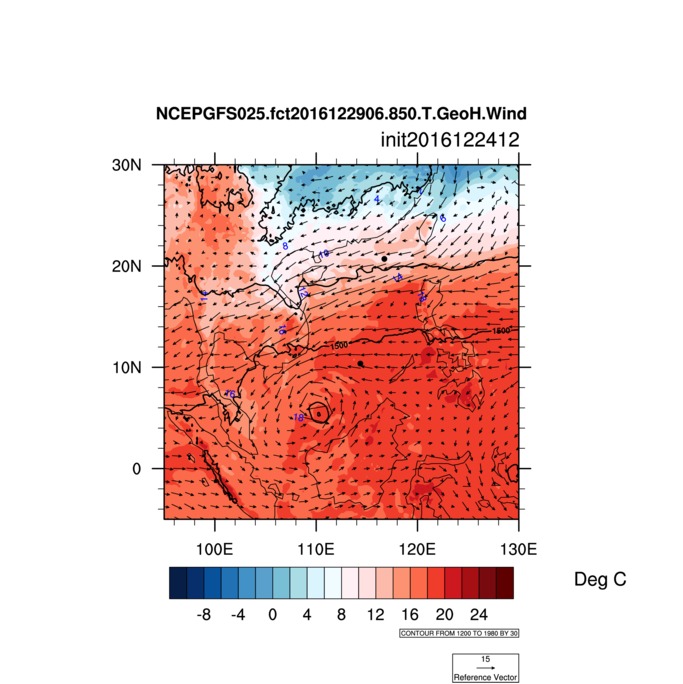 NCEPGFS025.fct2016122906.850.T.GeoH.Wind
init2016122412
30N
20N
10N
0
4
6
8
10
12
14
16
1500
1500
16
18
100E 110E 120E 130E
-8 -4 0 4 8 12 16 20 24
Deg C
CONTOUR FROM 1200 TO 1980 BY 30
15
Reference Vector